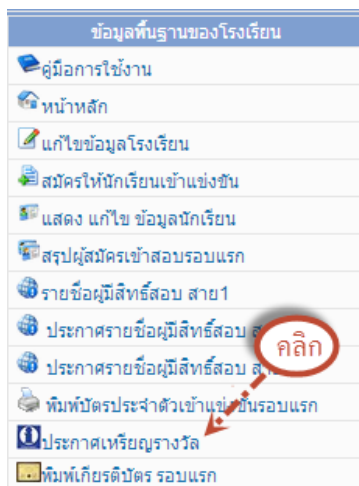 ข้อมูลพื้นฐานของโรงเรียน
คู่มือการใช้งาน
หน้าหลัก
แก้ไขข้อมูลโรงเรียน
สมัครให้นักเรียนเข้าแข่งขัน
แสดง แก้ไข ข้อมูลนักเรียน
สรุปผู้สมัครเข้าสอบรอบแรก
รายชื่อผู้มีสิทธิ์สอบ สาย1
ประกาศรายชื่อผู้มีสิทธิ์สอบ
คลิก
ประกาศรายชื่อผู้มีสิทธิ์สอบ
พิมพ์บัตรประจำตัวเข้าแข่งขันรอบแรก
ประกาศเหรียญรางวัล
พิมพ์เกียรติบัตร รอบแรก